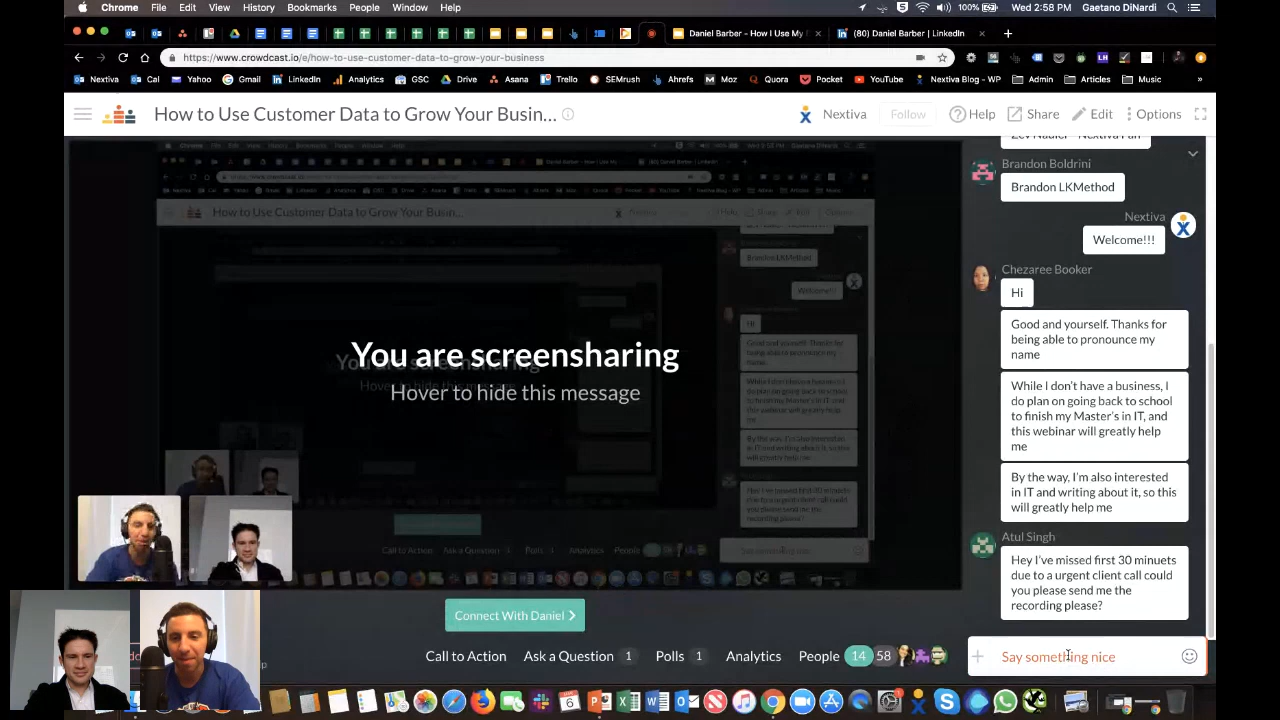 Chrome File Edit View History Bookmarks People Window Help 100% Wed 2:58 PM Gaetano DiNardi
Daniel Barber - How I Use My (80) Daniel Barber | LinkedIn
https://www.crowdcast.io/e/how-to-use-customer-data-to-grow-your-business
Nextiva Cal Yahoo Gmail LinkedIn Analytics GSC Drive Asana Trello SEMrush Ahrefs Moz Quora Pocket YouTube Nextiva Blog - WP Admin Articles Music
How to Use Customer Data to Grow Your Busin... Nextiva Follow Help Share Edit Options
Brandon Boldrini
Brandon LKMethod
Nextiva
Welcome!!!
Chezaree Booker
Hi
Good and yourself. Thanks for
being able to pronounce my
name
While I don't have a business, I
do plan on going back to school
to finish my Master's in IT, and
this webinar will greatly help
me
By the way, I'm also interested
in IT and writing about it, so this
will greatly help me
Atul Singh
Hey I've missed first 30 minuets
due to a urgent client call could
you please send me the
recording please?
You are screensharing
Hover to hide this message
Connect With Daniel
Call to Action Ask a Question 1 Polls 1 Analytics People 14 58
Say something nice